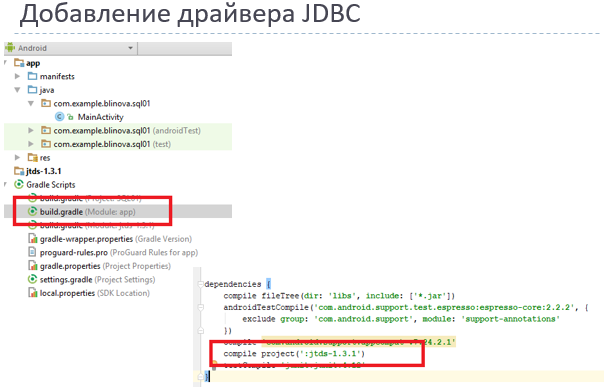 Добавление драйвера JDBC
Android
app
manifests
java
com.example.blinova.sql01
MainActivity
com.example.blinova.sql01 (androidTest)
com.example.blinova.sql01 (test)
res
jtds-1.3.1
Gradle Scripts
build.gradle (Project: SQL01)
build.gradle (Module: app)
build.gradle (Module: jtds-1.3.1)
gradle-wrapper.properties (Gradle Version)
proguard-rules.pro (ProGuard Rules for app)
gradle.properties (Project Properties)
settings.gradle (Project Settings)
local.properties (SDK Location)
dependencies {
compile fileTree(dir: 'libs', include: ['*.jar'])
androidTestCompile('com.android.support.test.espresso:espresso-core:2.2.2', {
exclude group: 'com.android.support', module: 'support-annotations'
})
compile 'com.android.support:appcompat-v7:24.2.1'
compile project(':jtds-1.3.1')
testCompile 'junit:junit:4.12'
}